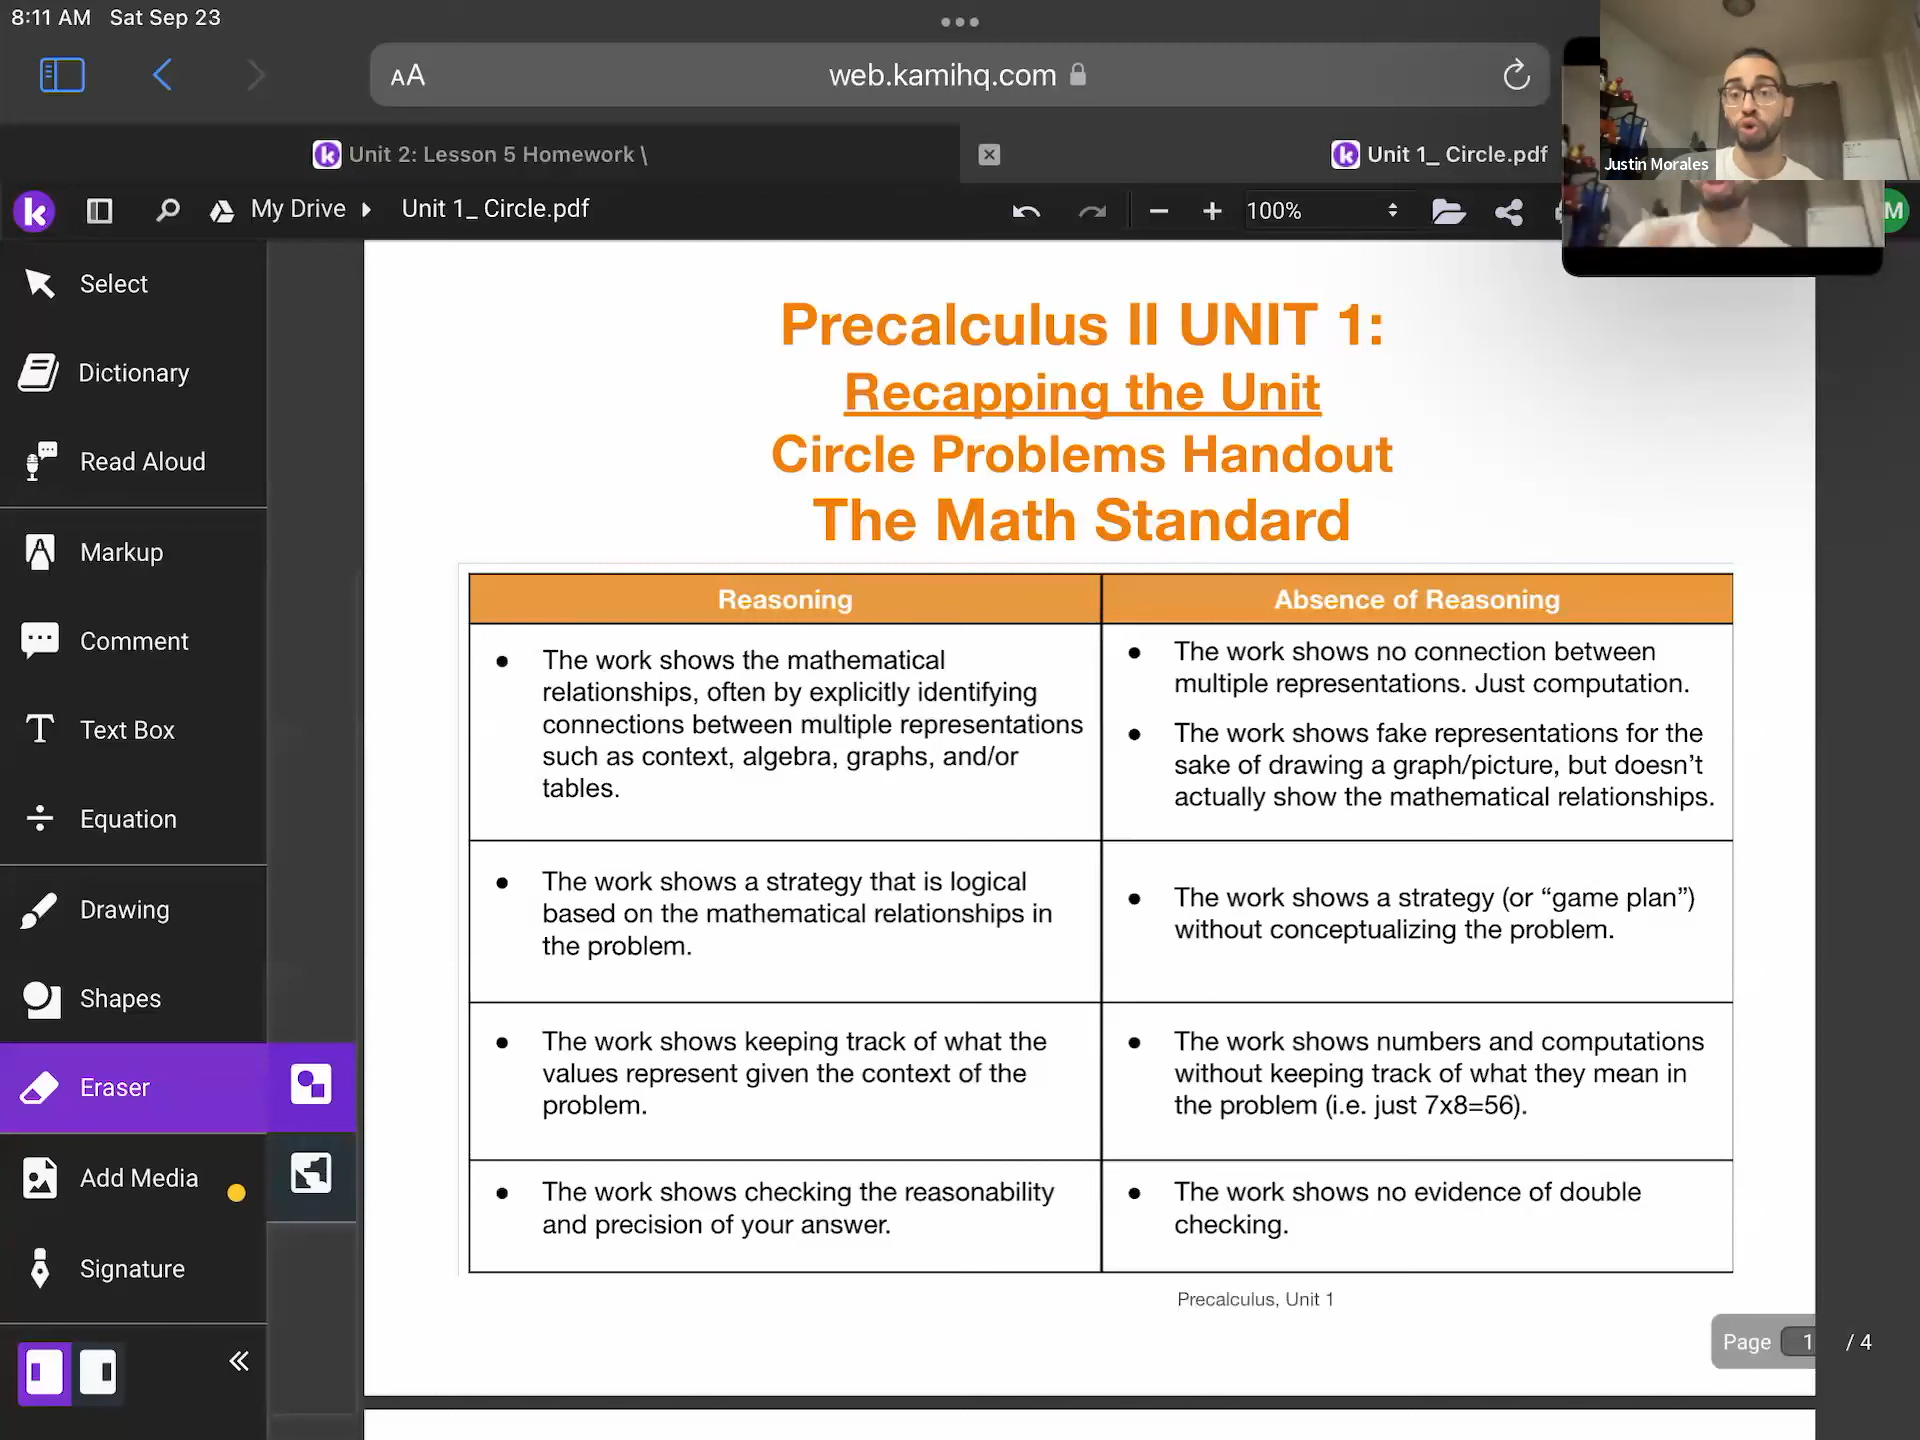 8:11 AM Sat Sep 23
AA
web.kamihq.com
Unit 2: Lesson 5 Homework \
Unit 1_ Circle.pdf
Justin Morales
k
My Drive
Unit 1_ Circle.pdf
100%
M
Select
Dictionary
Read Aloud
Markup
Comment
Text Box
Equation
Drawing
Shapes
Eraser
Add Media
Signature
Precalculus II UNIT 1:
Recapping the Unit
Circle Problems Handout
The Math Standard
Reasoning
Absence of Reasoning
• The work shows the mathematical
relationships, often by explicitly identifying
connections between multiple representations
such as context, algebra, graphs, and/or
tables.
• The work shows no connection between
multiple representations. Just computation.
• The work shows fake representations for the
sake of drawing a graph/picture, but doesn’t
actually show the mathematical relationships.
• The work shows a strategy that is logical
based on the mathematical relationships in
the problem.
• The work shows a strategy (or “game plan”)
without conceptualizing the problem.
• The work shows keeping track of what the
values represent given the context of the
problem.
• The work shows numbers and computations
without keeping track of what they mean in
the problem (i.e. just 7x8=56).
• The work shows checking the reasonability
and precision of your answer.
• The work shows no evidence of double
checking.
Precalculus, Unit 1
Page 1 / 4